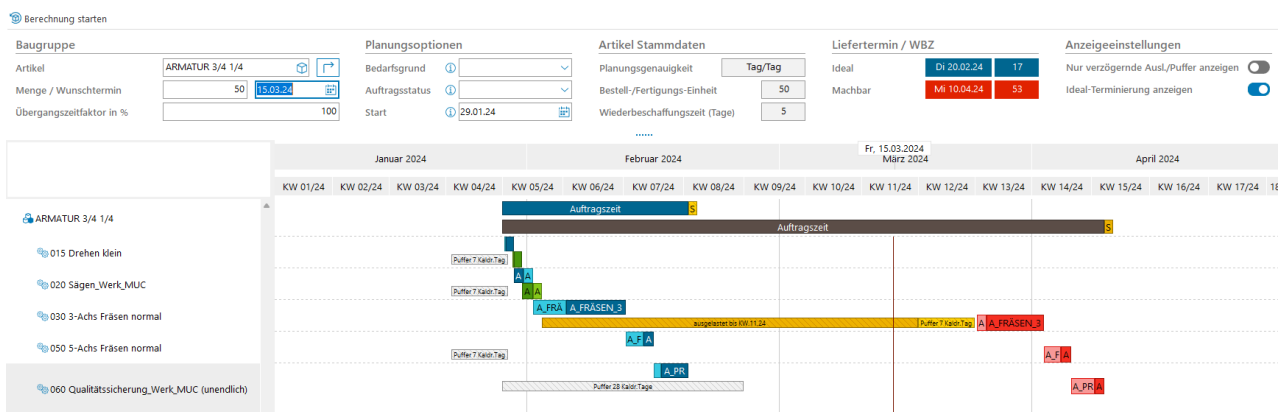 Berechnung starten
Baugruppe
Planungsoptionen
Artikel Stammdaten
Liefertermin / WBZ
Anzeigeeinstellungen
Artikel ARMATUR 3/4 1/4
Bedarfsgrund
Planungsgenauigkeit Tag/Tag
Ideal Di 20.02.24 17
Nur verzögernde Ausl./Puffer anzeigen
Menge / Wunschtermin 50 15.03.24
Auftragsstatus
Bestell-/Fertigungs-Einheit 50
Machbar Mi 10.04.24 53
Ideal-Terminierung anzeigen
Übergangszeitfaktor in % 100
Start 29.01.24
Wiederbeschaffungszeit (Tage) 5
Fr, 15.03.2024
Januar 2024 Februar 2024 März 2024 April 2024
KW 01/24 KW 02/24 KW 03/24 KW 04/24 KW 05/24 KW 06/24 KW 07/24 KW 08/24 KW 09/24 KW 10/24 KW 11/24 KW 12/24 KW 13/24 KW 14/24 KW 15/24 KW 16/24 KW 17/24 18
Auftragszeit S
ARMATUR 3/4 1/4
Auftragszeit S
015 Drehen klein
Puffer 7 Kaldr.Tag
A A
020 Sägen_Werk_MUC
Puffer 7 Kaldr.Tag A A
A_FRÄ A_FRÄSEN_3
030 3-Achs Fräsen normal
ausgelastet bis KW.11.24 Puffer 7 Kaldr.Tag A A_FRÄSEN_3
A_F A
050 5-Achs Fräsen normal
Puffer 7 Kaldr.Tag A_F A
A_PR
060 Qualitätssicherung_Werk_MUC (unendlich)
Puffer 28 Kaldr.Tage A_PR A